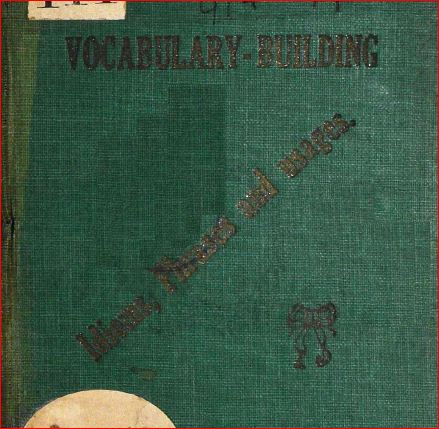 VOCABULARY-BUILDING
Idioms, Phrases and usages.